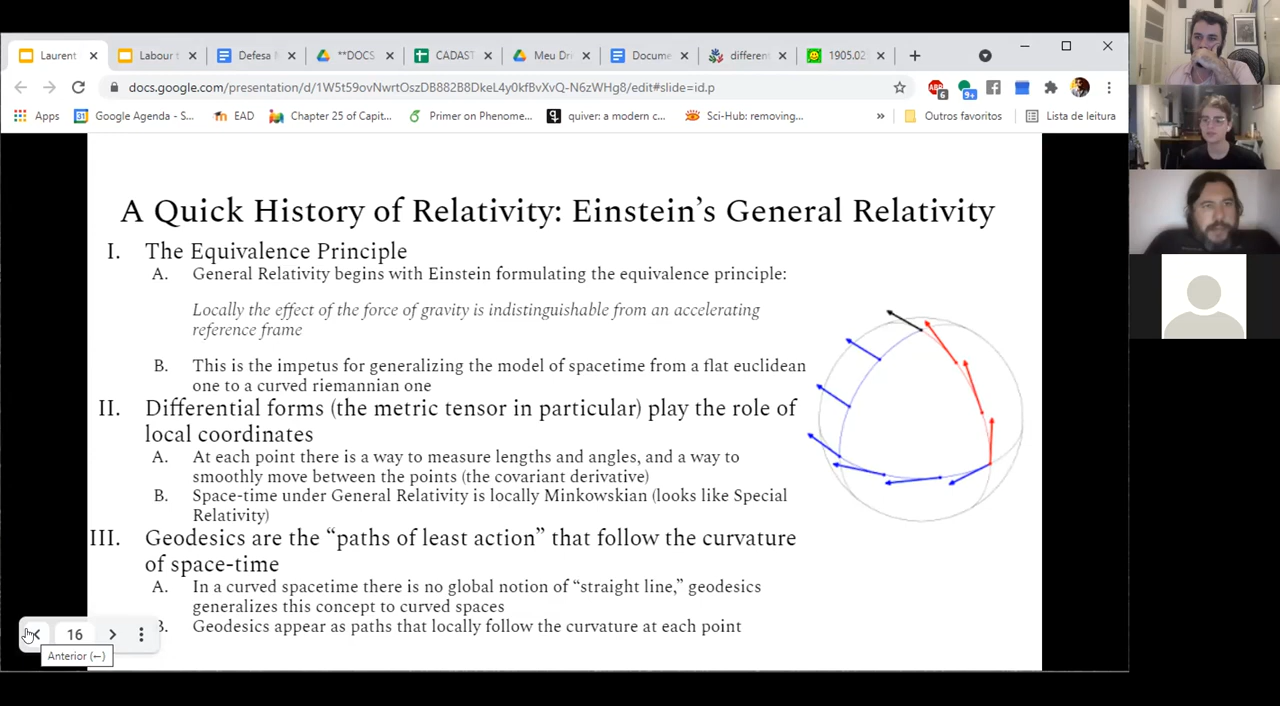 Laurent
Labour t
Defesa M
**DOCS
CADAST
Meu Dri
Docume
differen
1905.02
docs.google.com/presentation/d/1W5t59ovNwrtOszDB882B8DkeL4y0kfBvXvQ-N6zWHg8/edit#slide=id.p
ABP
6
9+
Apps
31
Google Agenda - S...
EAD
Chapter 25 of Capit...
Primer on Phenome...
quiver: a modern c...
Sci-Hub: removing...
»
Outros favoritos
Lista de leitura
A Quick History of Relativity: Einstein's General Relativity
I. The Equivalence Principle
A. General Relativity begins with Einstein formulating the equivalence principle:
Locally the effect of the force of gravity is indistinguishable from an accelerating
reference frame
B. This is the impetus for generalizing the model of spacetime from a flat euclidean
one to a curved riemannian one
II. Differential forms (the metric tensor in particular) play the role of
local coordinates
A. At each point there is a way to measure lengths and angles, and a way to
smoothly move between the points (the covariant derivative)
B. Space-time under General Relativity is locally Minkowskian (looks like Special
Relativity)
III. Geodesics are the “paths of least action” that follow the curvature
of space-time
A. In a curved spacetime there is no global notion of “straight line,” geodesics
generalizes this concept to curved spaces
B. Geodesics appear as paths that locally follow the curvature at each point
16
Anterior (←)